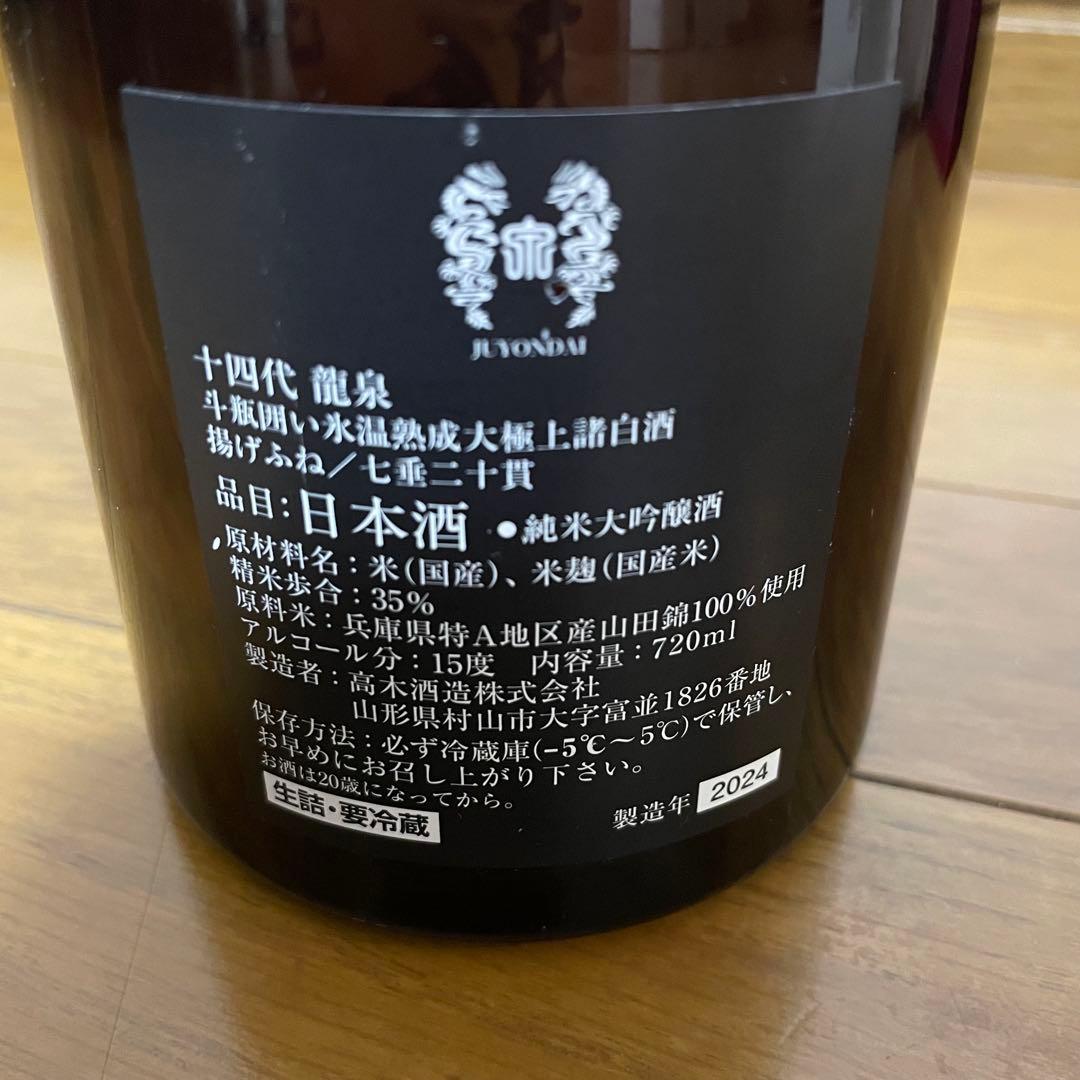 JUYONDAI
十四代 龍泉
斗瓶囲い氷温熟成大極上諸白酒
揚げふね/七垂二十貫
品目:日本酒 ●純米大吟醸酒
原材料名:米(国産)、米麹(国産米)
精米歩合:35%
原料米:兵庫県特A地区産山田錦100%使用
アルコール分:15度 内容量:720ml
製造者:高木酒造株式会社
山形県村山市大字富並1826番地
保存方法:必ず冷蔵庫(-5℃～5℃)で保管し、
お早めにお召し上がり下さい。
お酒は20歳になってから。
生詰・要冷蔵
製造年 2024